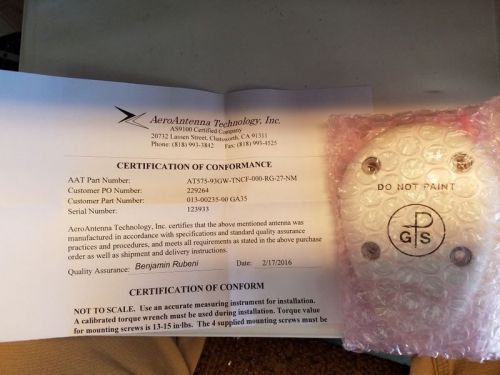 AeroAntenna Technology, Inc.
AS9100 Certified Company
20732 Lassen Street, Chatsworth, CA 91311
Phone: (818) 993-3842 Fax: (818) 993-4525
CERTIFICATION OF CONFORMANCE
AAT Part Number: AT575-93GW-TNCF-000-RG-27-NM
Customer PO Number: 229264
Customer Part Number: 013-00235-00 GA35
Serial Number: 123933
AeroAntenna Technology, Inc. certifies that the above mentioned antenna was
manufactured in accordance with specifications and standard quality assurance
practices and procedures, and meets all requirements as stated in the above purchase
order as well as shipment and delivery instructions.
Quality Assurance: Benjamin Rubeni Date: 2/17/2016
CERTIFICATION OF CONFORM
NOT TO SCALE. Use an accurate measuring instrument for installation.
A calibrated torque wrench must be used during installation. Torque value
for mounting screws is 13-15 in-lbs. The 4 supplied mounting screws must be
DO NOT PAINT
GPS